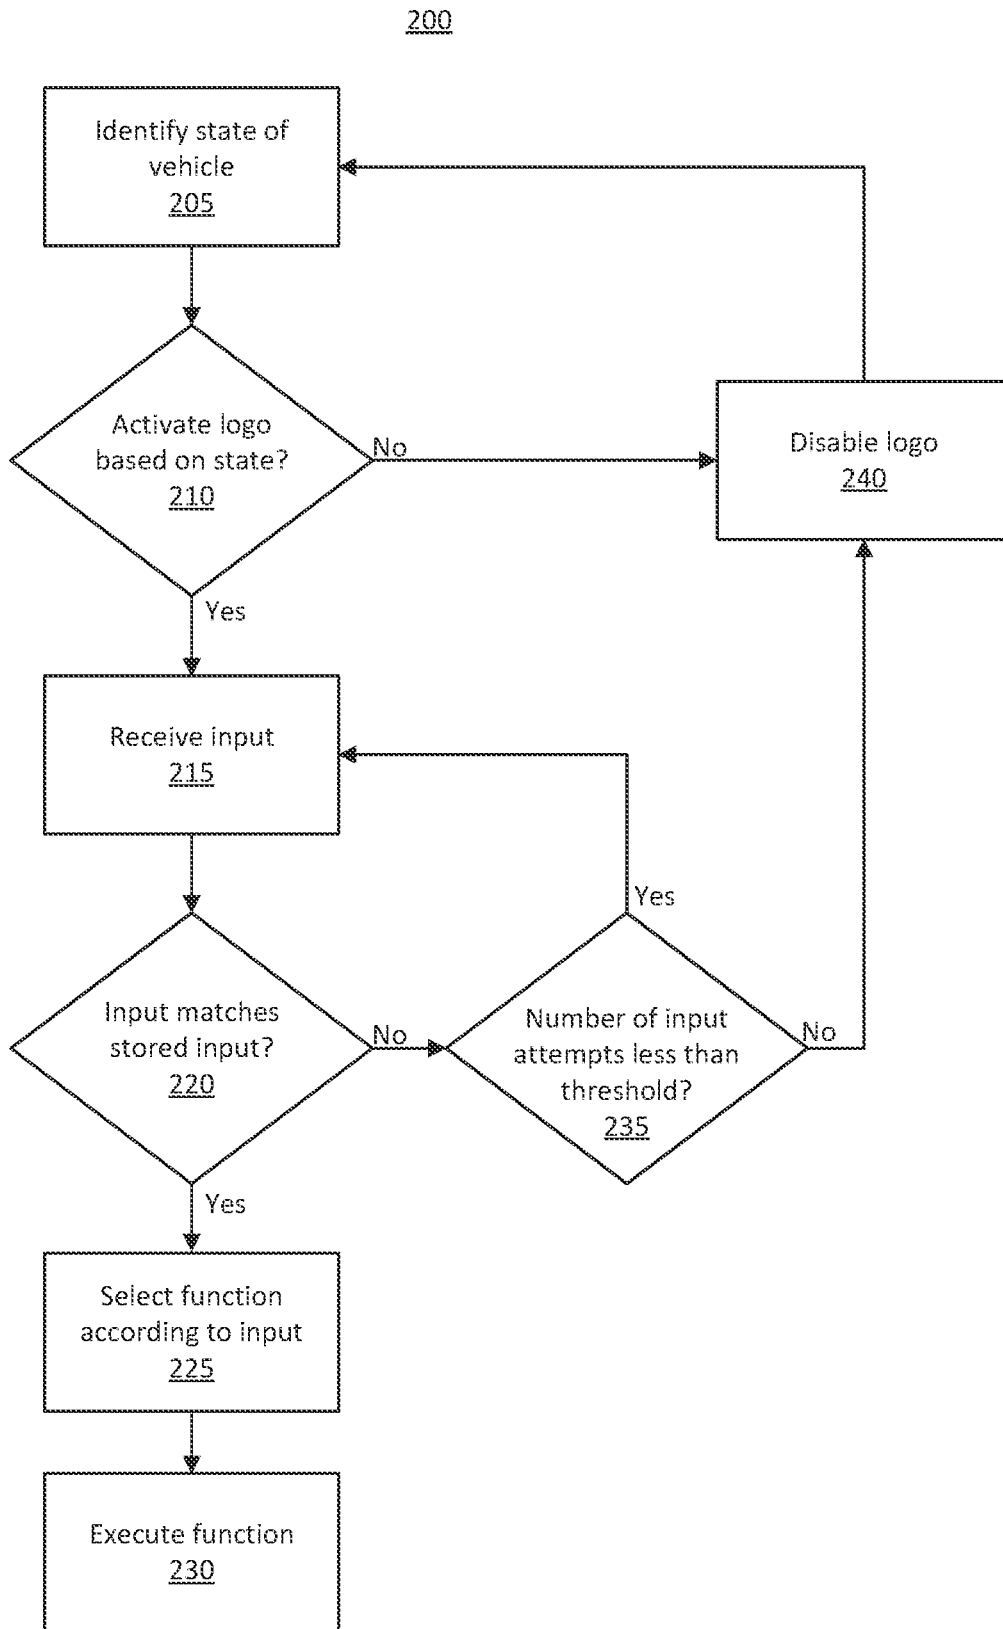 200
Identify state of
vehicle
205
Activate logo
based on state?
210
No
Disable logo
240
Yes
Receive input
215
Yes
Input matches
stored input?
220
No
Number of input
attempts less than
threshold?
235
No
Yes
Select function
according to input
225
Execute function
230